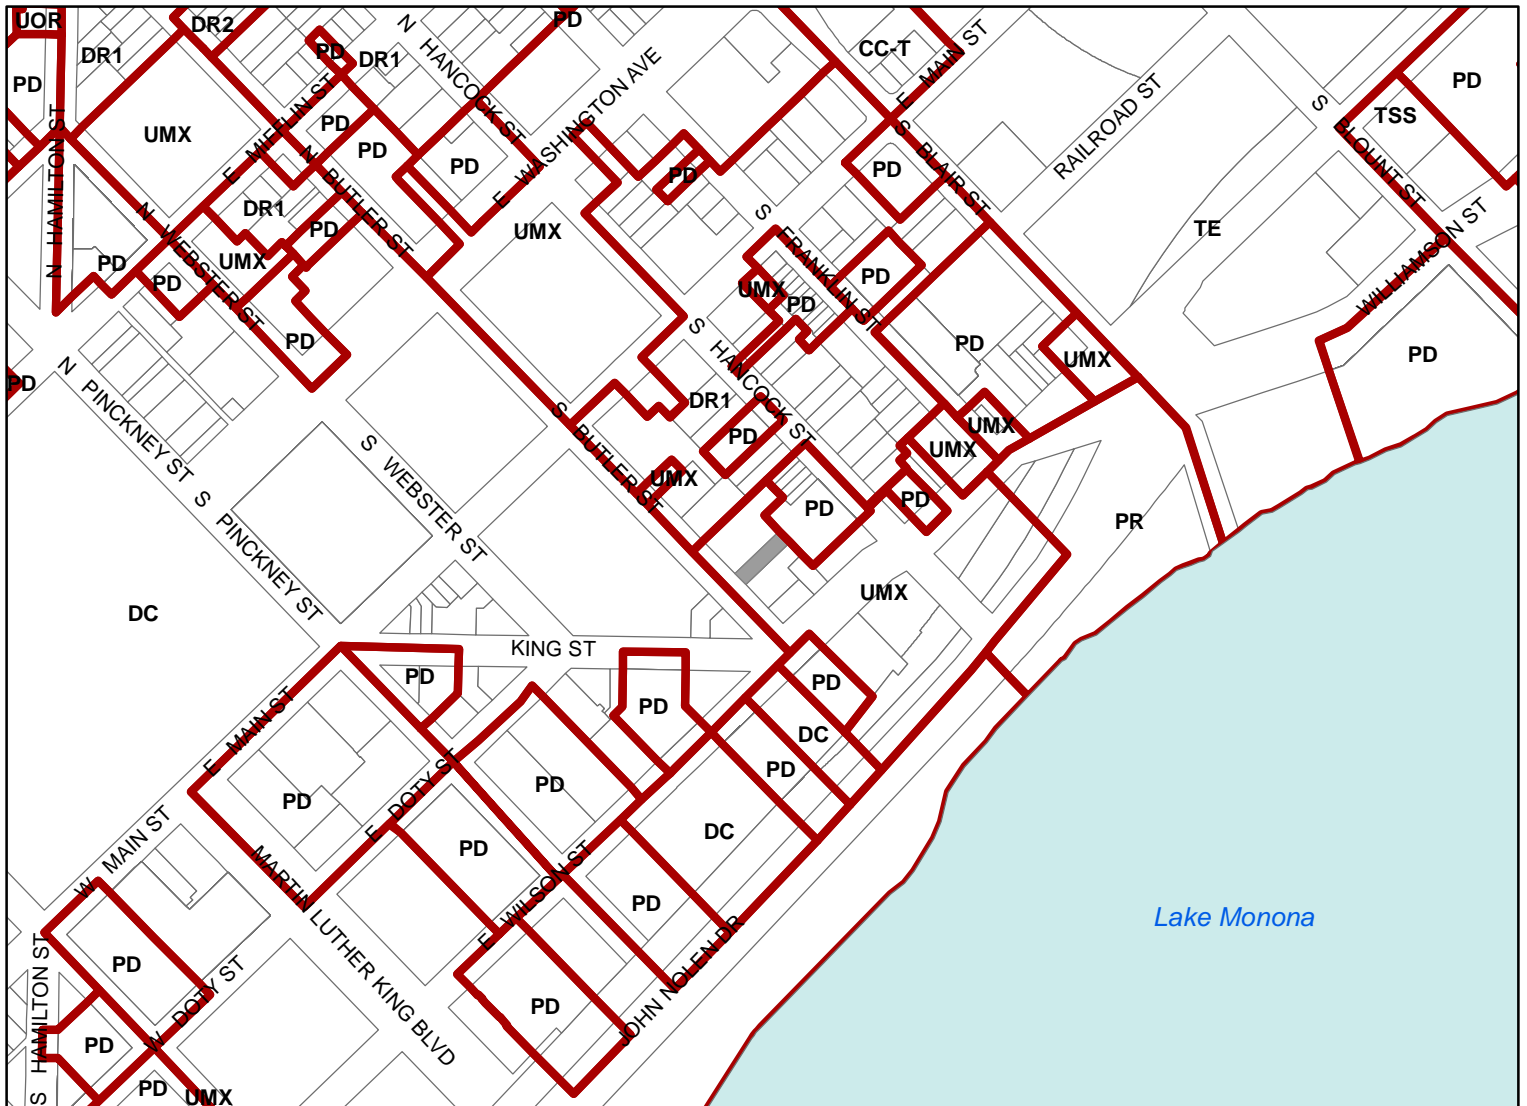 UOR
DR2
PD
N HANCOCK ST
CC-T
E MAIN ST
DR1
PD
DR1
PD
PD
TSS
S BLOUNT ST
UMX
E MIFFLIN ST
PD
PD
PD
E WASHINGTON AVE
PD
S BLAIR ST
PD
RAILROAD ST
N HAMILTON ST
N BUTLER ST
DR1
PD
UMX
S FRANKLIN ST
TE
WILLIAMSON ST
N WEBSTER ST
UMX
PD
PD
UMX
PD
PD
PD
S HANCOCK ST
PD
UMX
PD
PD
N PINCKNEY ST
DR1
PD
UMX
UMX
S BUTLER ST
S WEBSTER ST
UMX
PD
PD
PR
S PINCKNEY ST
UMX
DC
KING ST
PD
PD
PD
E MAIN ST
DC
PD
PD
PD
E DOTY ST
DC
W MAIN ST
PD
MARTIN LUTHER KING BLVD
E WILSON ST
PD
JOHN NOLEN DR
Lake Monona
S HAMILTON ST
PD
W DOTY ST
PD
PD
PD
UMX